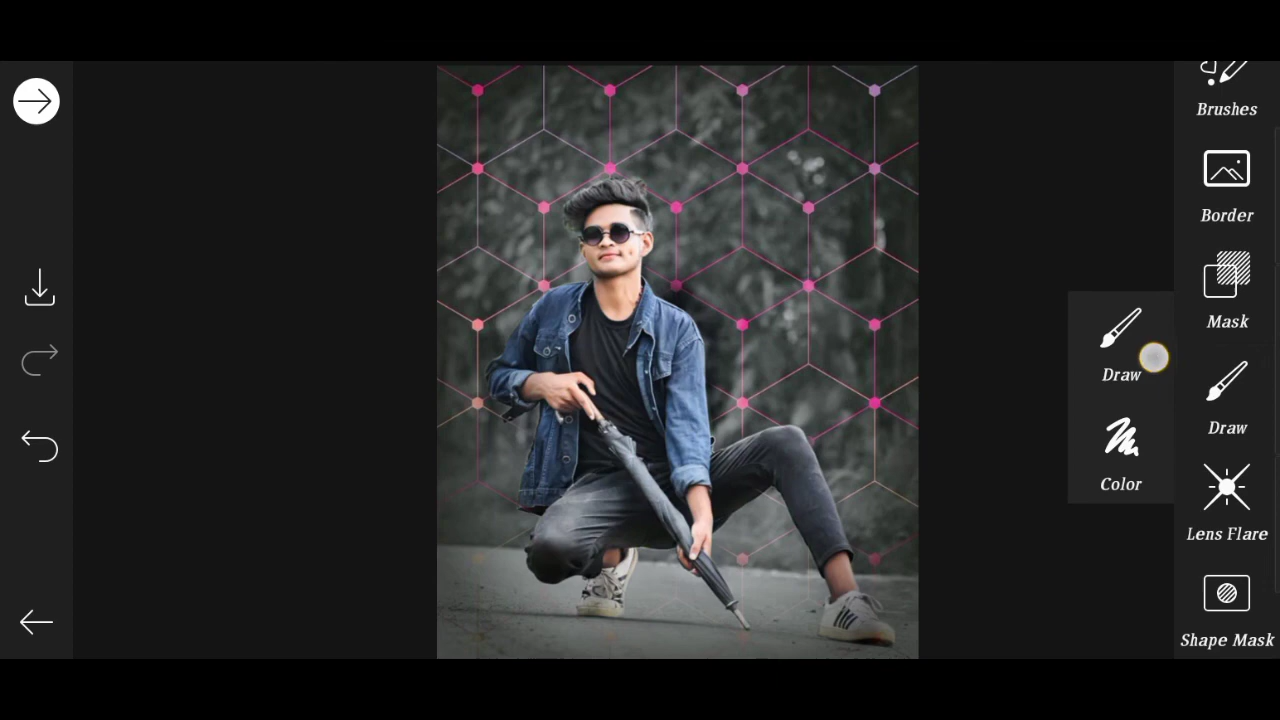 Brushes
Border
Mask
Draw
Draw
Color
Lens Flare
Shape Mask